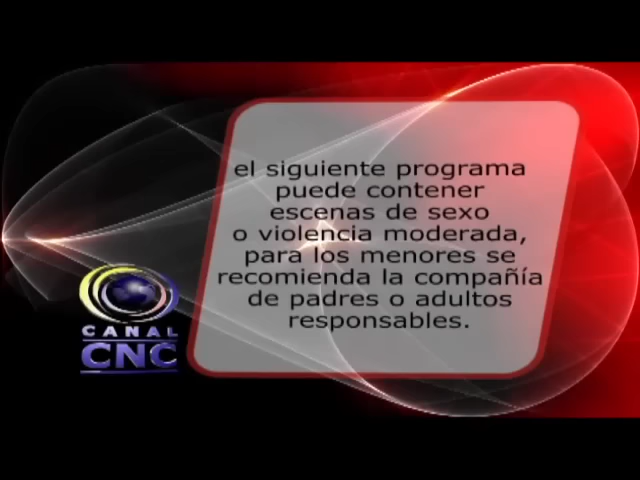 el siguiente programa
puede contener
escenas de sexo
o violencia moderada,
para los menores se
recomienda la compañía
de padres o adultos
responsables.
CANAL
CNC